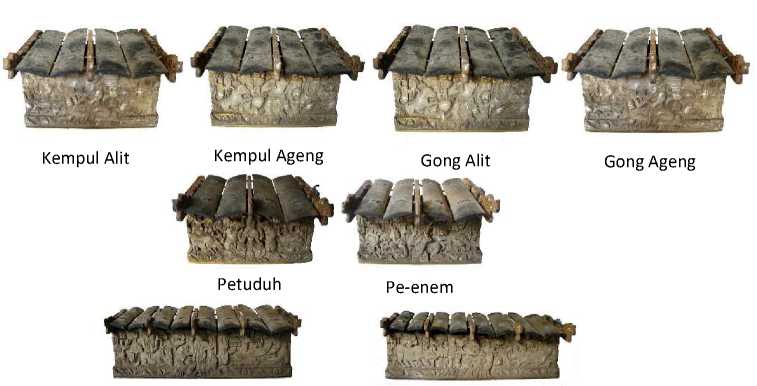 Kempul Alit
Kempul Ageng
Gong Alit
Gong Ageng
Petuduh
Pe-enem